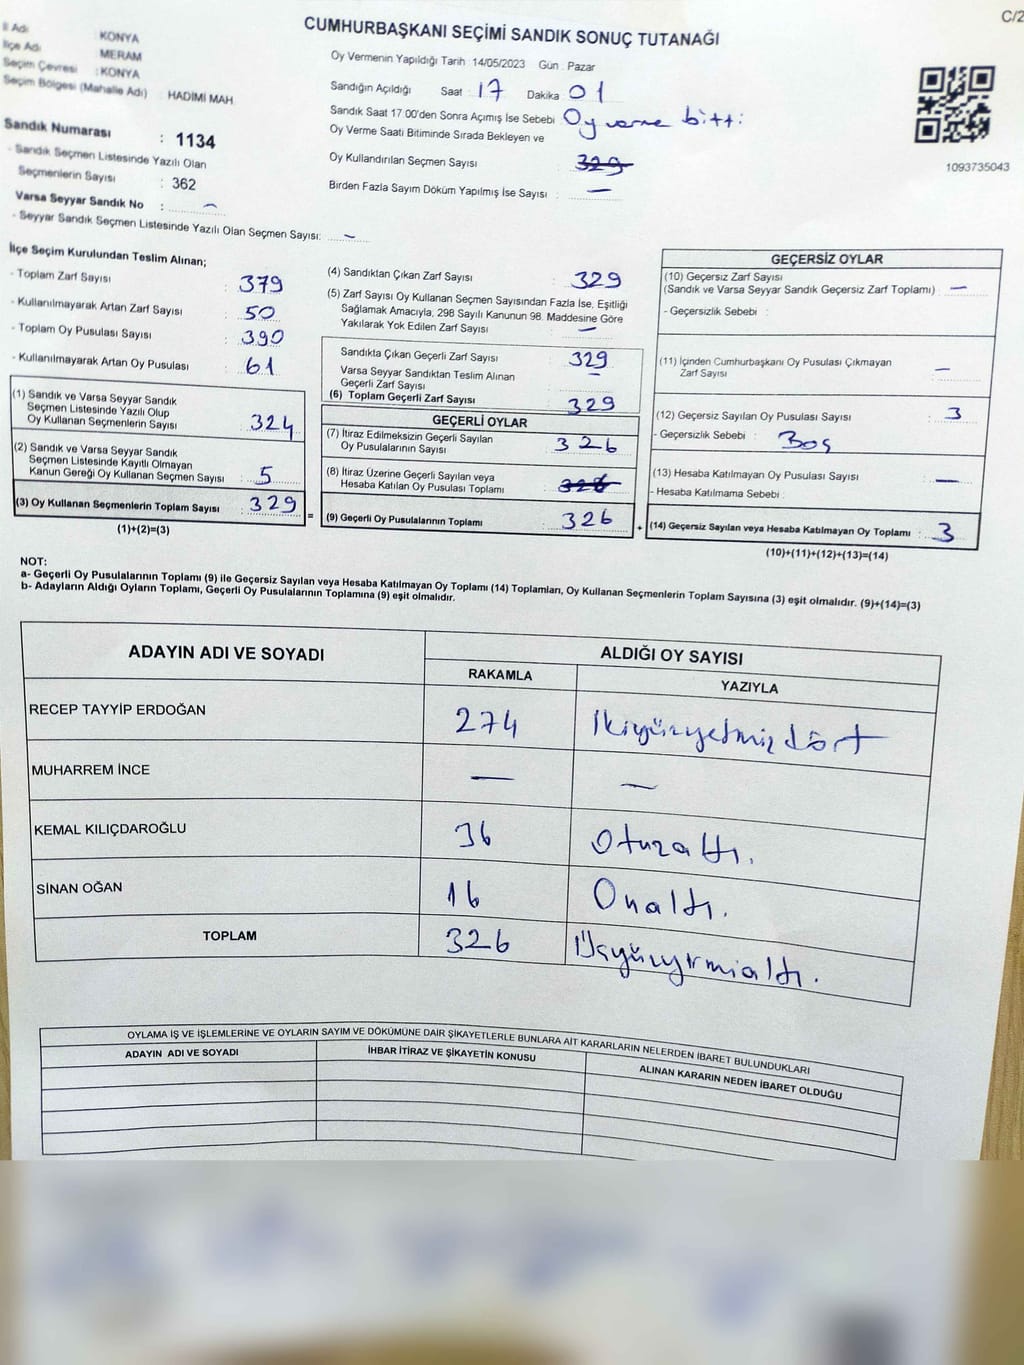 C/2
CUMHURBAŞKANI SEÇİMİ SANDIK SONUÇ TUTANAĞI
İl Adı : KONYA
İlçe Adı : MERAM
Seçim Çevresi : KONYA
Seçim Bölgesi (Mahalle Adı) : HADİMİ MAH.
Sandık Numarası : 1134
- Sandık Seçmen Listesinde Yazılı Olan
Seçmenlerin Sayısı : 362
Varsa Seyyar Sandık No : —
- Seyyar Sandık Seçmen Listesinde Yazılı Olan Seçmen Sayısı: —
Oy Vermenin Yapıldığı Tarih : 14/05/2023 Gün : Pazar
Sandığın Açıldığı Saat : 17 Dakika 01
Sandık Saat 17:00'den Sonra Açımış İse Sebebi : Oy verme bitti
Oy Verme Saati Bitiminde Sırada Bekleyen ve
Oy Kullandırılan Seçmen Sayısı : 329
Birden Fazla Sayım Döküm Yapılmış İse Sayısı : —
1093735043
İlçe Seçim Kurulundan Teslim Alınan;
- Toplam Zarf Sayısı : 379
- Kullanılmayarak Artan Zarf Sayısı : 50
- Toplam Oy Pusulası Sayısı : 390
- Kullanılmayarak Artan Oy Pusulası : 61
(1) Sandık ve Varsa Seyyar Sandık
Seçmen Listesinde Yazılı Olup
Oy Kullanan Seçmenlerin Sayısı : 324
(2) Sandık ve Varsa Seyyar Sandık
Seçmen Listesinde Kayıtlı Olmayan
Kanun Gereği Oy Kullanan Seçmen Sayısı : 5
(3) Oy Kullanan Seçmenlerin Toplam Sayısı : 329
(1)+(2)=(3)
(4) Sandıktan Çıkan Zarf Sayısı : 329
(5) Zarf Sayısı Oy Kullanan Seçmen Sayısından Fazla İse, Eşitliği
Sağlamak Amacıyla, 298 Sayılı Kanunun 98. Maddesine Göre
Yakılarak Yok Edilen Zarf Sayısı : —
Sandıkta Çıkan Geçerli Zarf Sayısı : 329
Varsa Seyyar Sandıktan Teslim Alınan
Geçerli Zarf Sayısı : —
(6) Toplam Geçerli Zarf Sayısı : 329
GEÇERLİ OYLAR
(7) İtiraz Edilmeksizin Geçerli Sayılan
Oy Pusulalarının Sayısı : 326
(8) İtiraz Üzerine Geçerli Sayılan veya
Hesaba Katılan Oy Pusulası Toplamı : 326
(9) Geçerli Oy Pusulalarının Toplamı : 326
=
+
GEÇERSİZ OYLAR
(10) Geçersiz Zarf Sayısı
(Sandık ve Varsa Seyyar Sandık Geçersiz Zarf Toplamı) : —
- Geçersizlik Sebebi :
(11) İçinden Cumhurbaşkanı Oy Pusulası Çıkmayan
Zarf Sayısı : —
(12) Geçersiz Sayılan Oy Pusulası Sayısı : 3
- Geçersizlik Sebebi : Boş
(13) Hesaba Katılmayan Oy Pusulası Sayısı : —
- Hesaba Katılmama Sebebi :
(14) Geçersiz Sayılan veya Hesaba Katılmayan Oy Toplamı : 3
(10)+(11)+(12)+(13)=(14)
NOT:
a- Geçerli Oy Pusulalarının Toplamı (9) ile Geçersiz Sayılan veya Hesaba Katılmayan Oy Toplamı (14) Toplamları, Oy Kullanan Seçmenlerin Toplam Sayısına (3) eşit olmalıdır. (9)+(14)=(3)
b- Adayların Aldığı Oyların Toplamı, Geçerli Oy Pusulalarının Toplamına (9) eşit olmalıdır.
ADAYIN ADI VE SOYADI ALDIĞI OY SAYISI
RAKAMLA YAZIYLA
RECEP TAYYİP ERDOĞAN 274 İkiyüzyetmişdört
MUHARREM İNCE — —
KEMAL KILIÇDAROĞLU 36 Otuzaltı.
SİNAN OĞAN 16 Onaltı.
TOPLAM 326 Üçyüzyirmialtı.
OYLAMA İŞ VE İŞLEMLERİNE VE OYLARIN SAYIM VE DÖKÜMÜNE DAİR ŞİKAYETLERLE BUNLARA AİT KARARLARIN NELERDEN İBARET BULUNDUKLARI
ADAYIN ADI VE SOYADI İHBAR İTİRAZ VE ŞİKAYETİN KONUSU ALINAN KARARIN NEDEN İBARET OLDUĞU